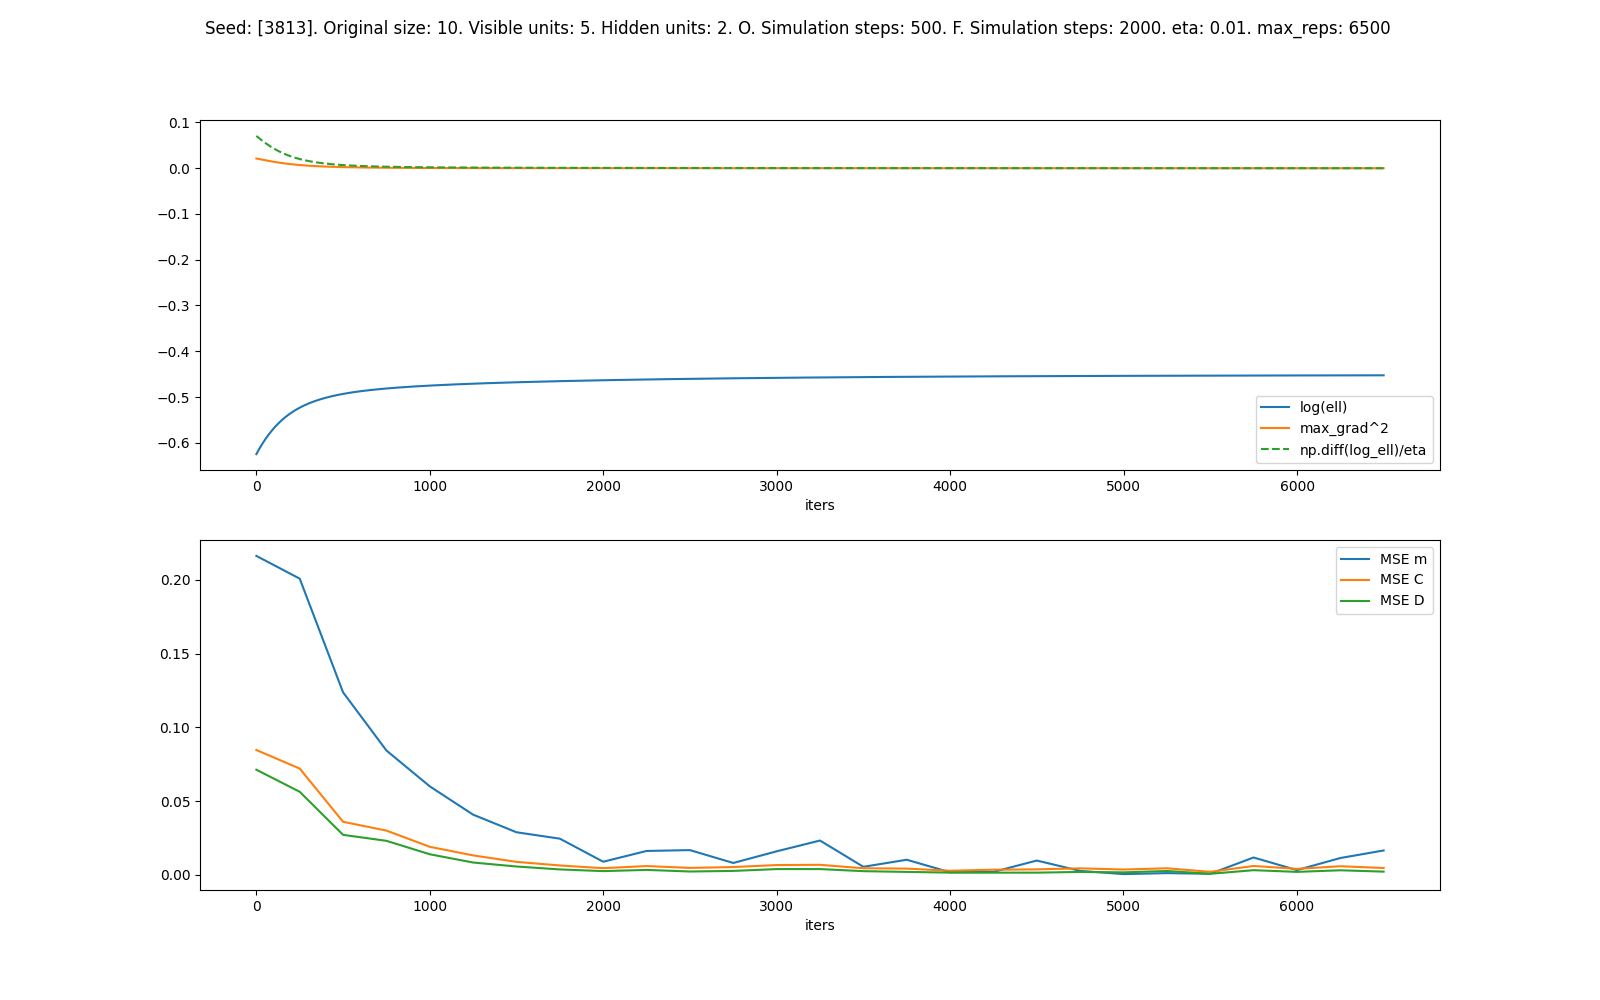 Seed: [3813]. Original size: 10. Visible units: 5. Hidden units: 2. O. Simulation steps: 500. F. Simulation steps: 2000. eta: 0.01. max_reps: 6500
0.1
0.0
−0.1
−0.2
−0.3
−0.4
−0.5
−0.6
log(ell)
max_grad^2
np.diff(log_ell)/eta
0 1000 2000 3000 4000 5000 6000
iters
0.20
0.15
0.10
0.05
0.00
MSE m
MSE C
MSE D
0 1000 2000 3000 4000 5000 6000
iters